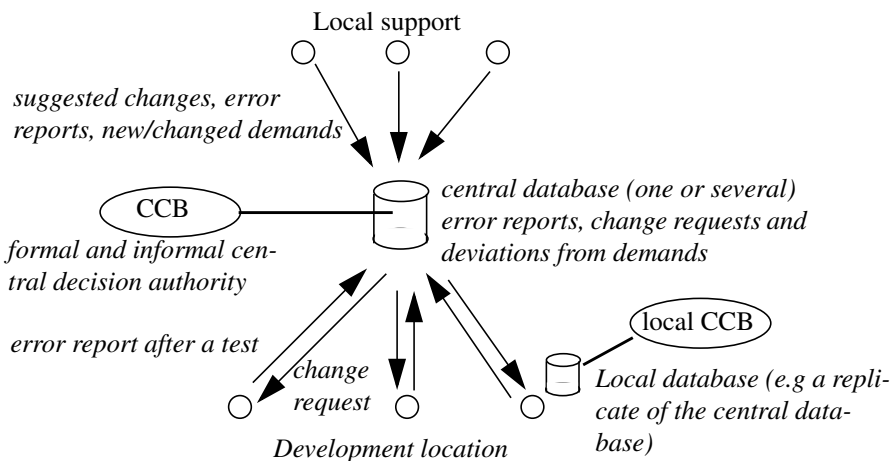 Local support
suggested changes, error
reports, new/changed demands
central database (one or several)
error reports, change requests and
deviations from demands
CCB
formal and informal cen-
tral decision authority
error report after a test
change
request
local CCB
Local database (e.g a repli-
cate of the central data-
base)
Development location